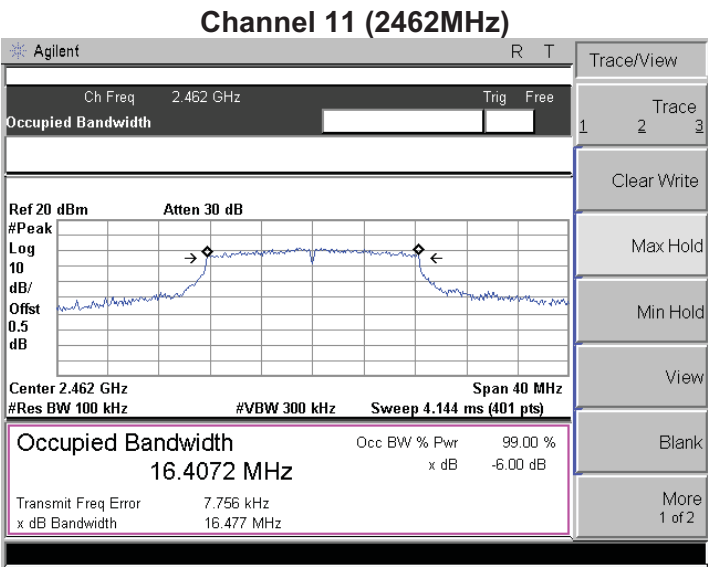 Channel 11 (2462MHz)
Agilent R T
Ch Freq 2.462 GHz Trig Free
Occupied Bandwidth
Ref 20 dBm Atten 30 dB
#Peak
Log
10
dB/
Offst
0.5
dB
Center 2.462 GHz Span 40 MHz
#Res BW 100 kHz #VBW 300 kHz Sweep 4.144 ms (401 pts)
Occupied Bandwidth
16.4072 MHz
Occ BW % Pwr 99.00 %
x dB -6.00 dB
Transmit Freq Error 7.756 kHz
x dB Bandwidth 16.477 MHz
Trace/View
Trace
1 2 3
Clear Write
Max Hold
Min Hold
View
Blank
More
1 of 2